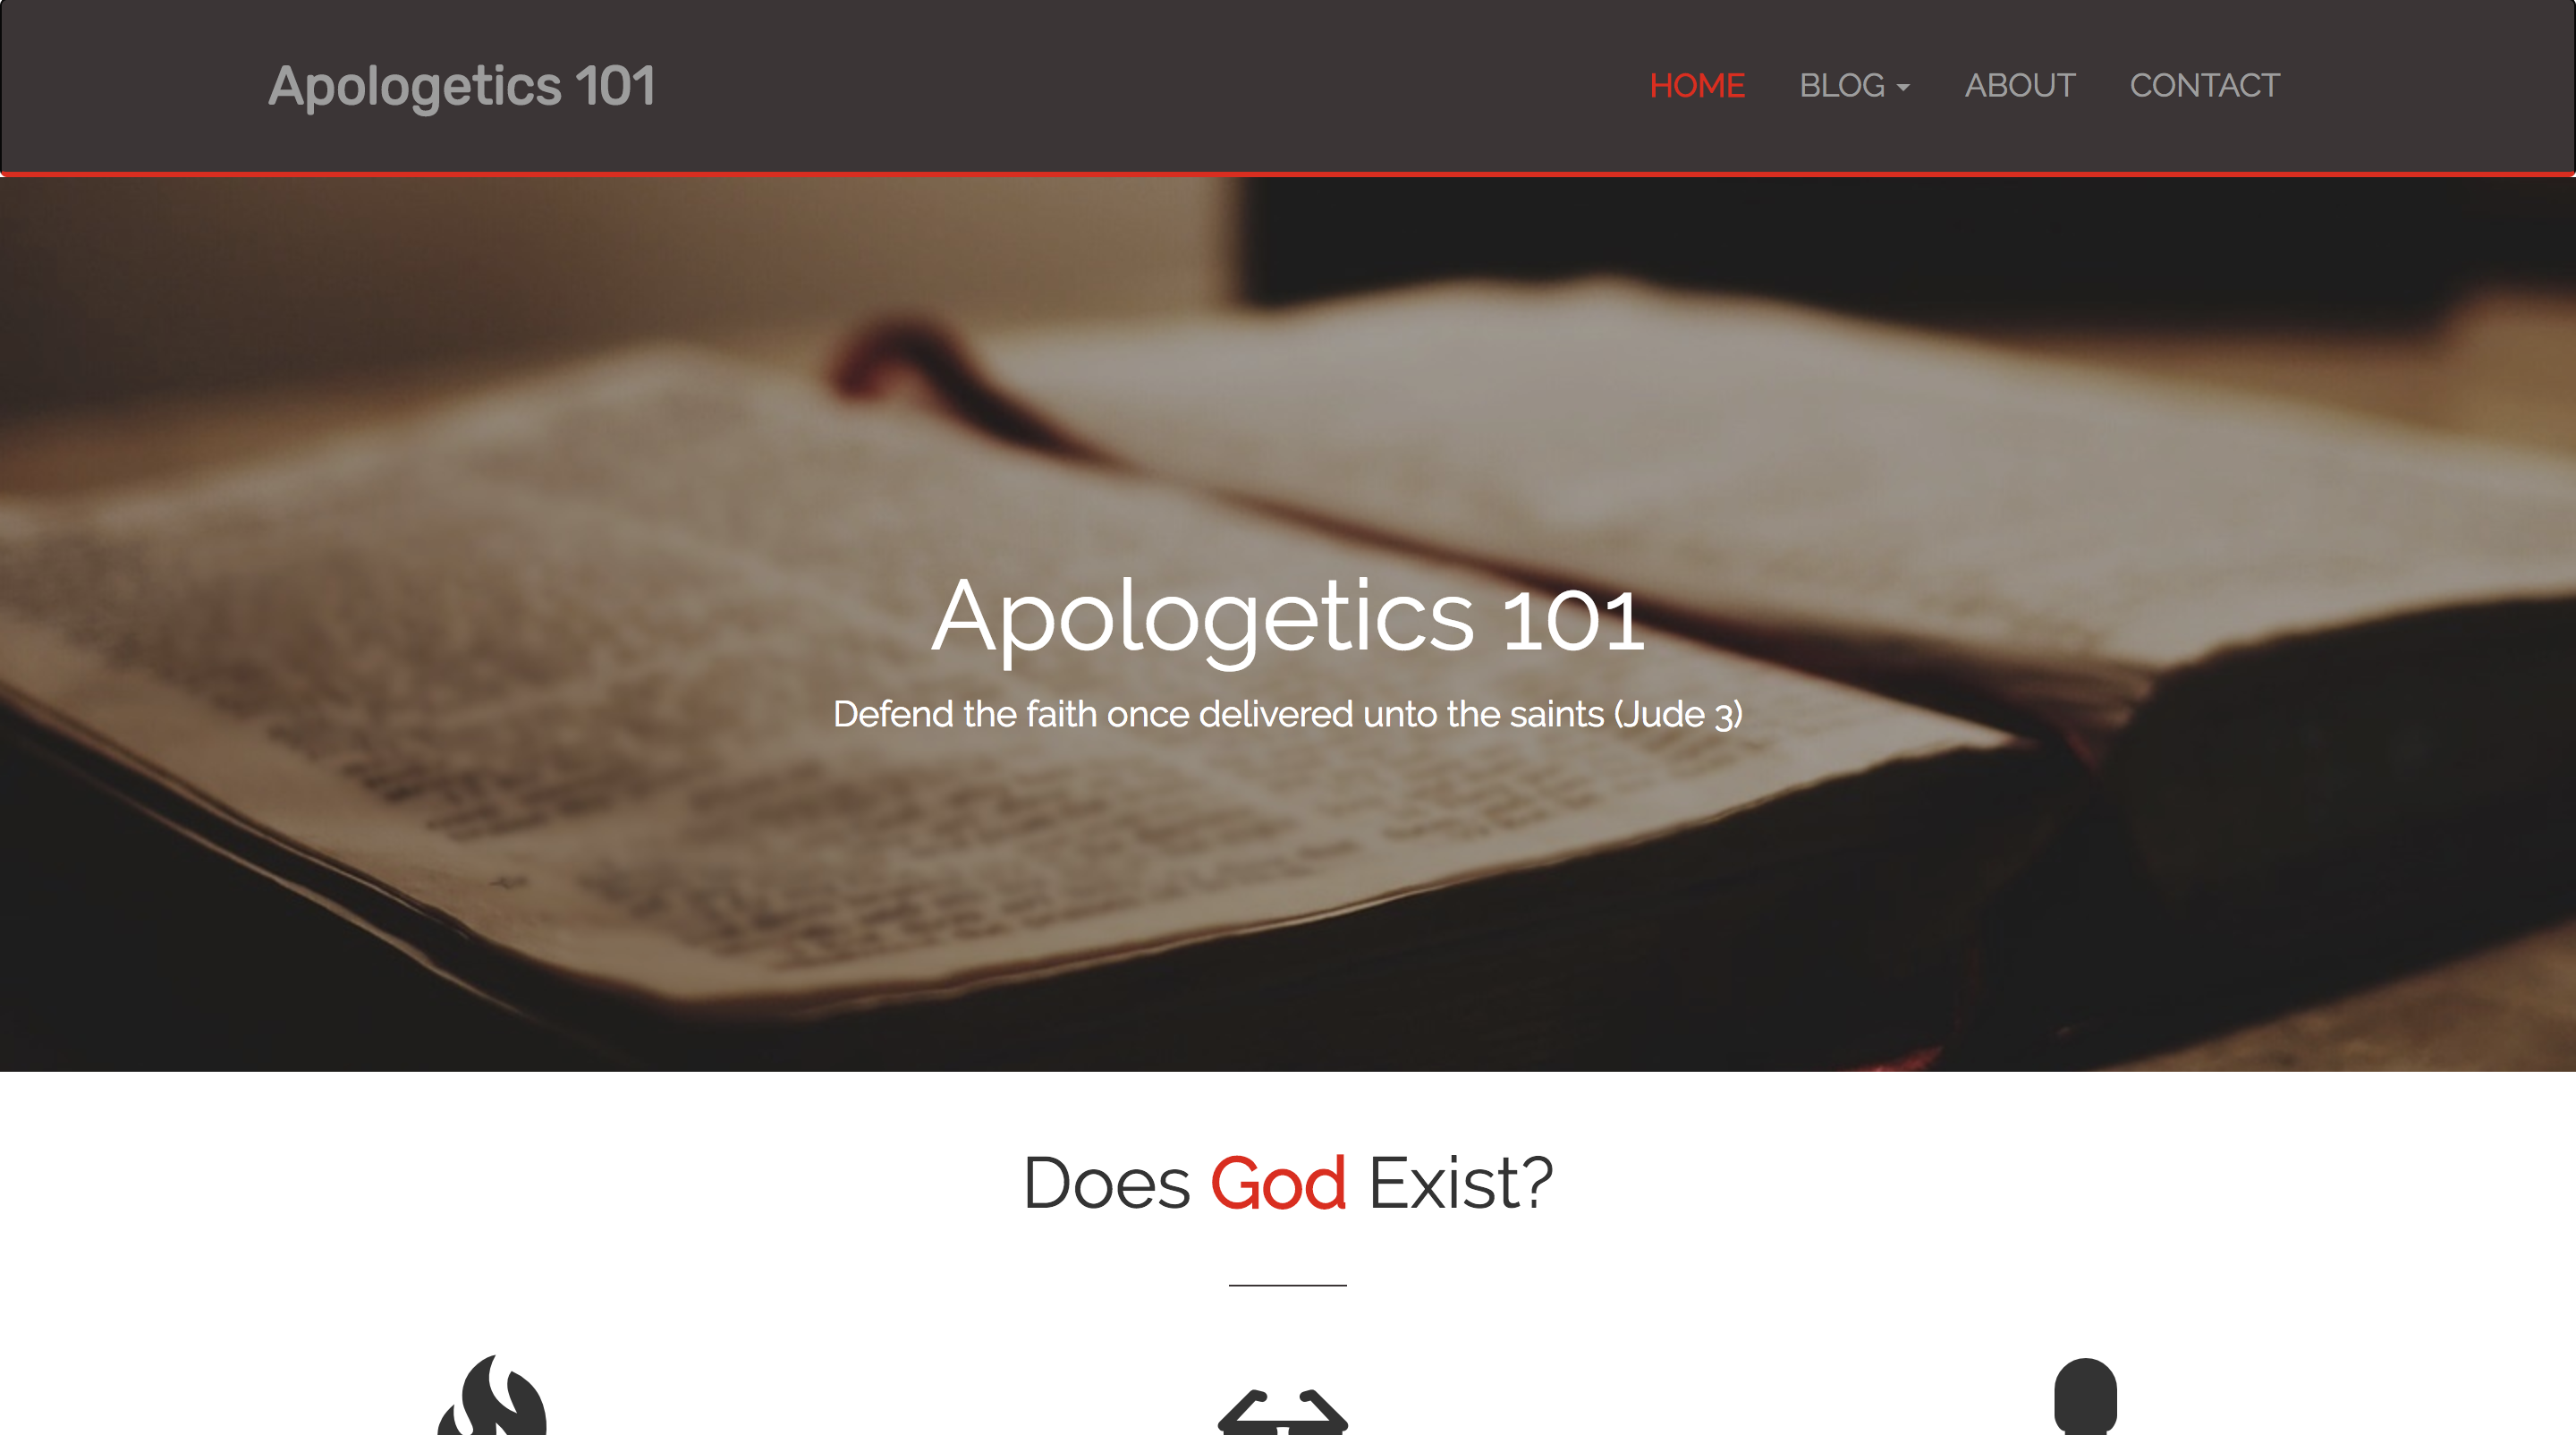 Apologetics 101
HOME BLOG ABOUT CONTACT
Apologetics 101
Defend the faith once delivered unto the saints (Jude 3)
Does God Exist?